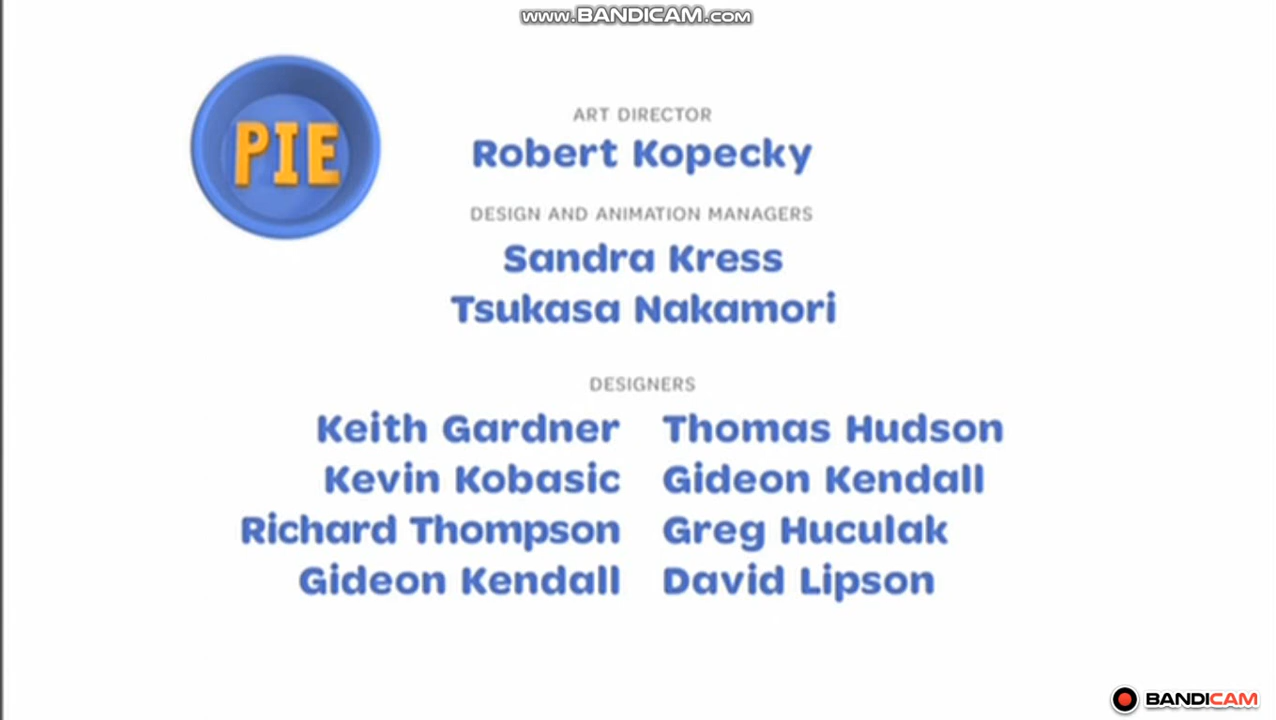 www.BANDICAM.com
PIE
ART DIRECTOR
Robert Kopecky
DESIGN AND ANIMATION MANAGERS
Sandra Kress
Tsukasa Nakamori
DESIGNERS
Keith Gardner Thomas Hudson
Kevin Kobasic Gideon Kendall
Richard Thompson Greg Huculak
Gideon Kendall David Lipson
BANDICAM